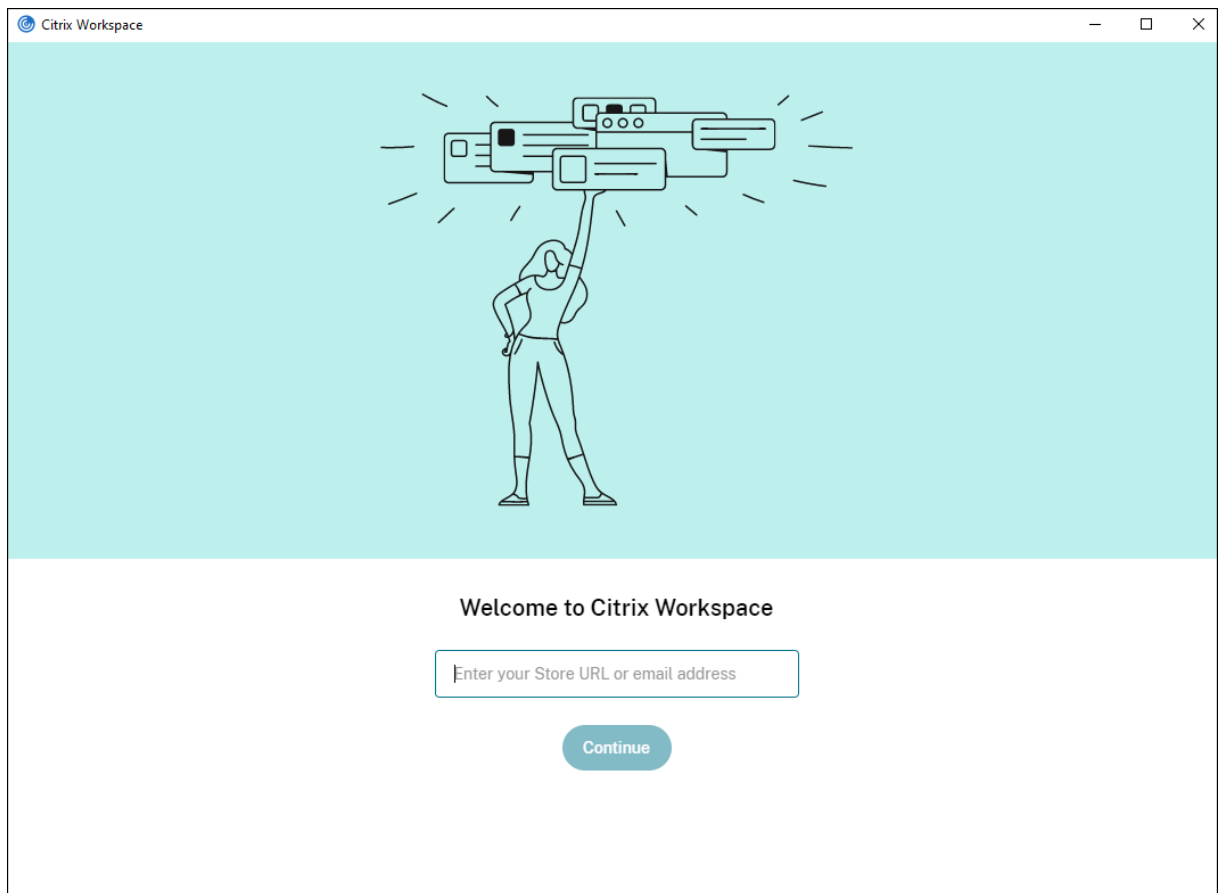 Citrix Workspace
Welcome to Citrix Workspace
Enter your Store URL or email address
Continue